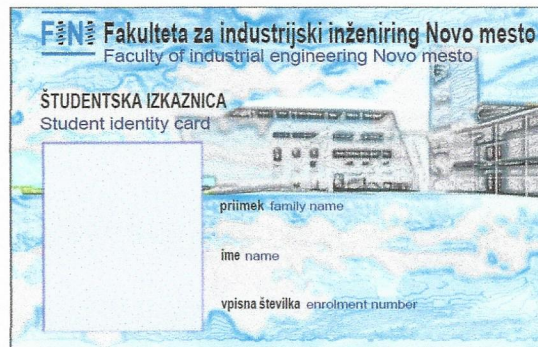 FINI Fakulteta za industrijski inženiring Novo mesto
Faculty of industrial engineering Novo mesto
ŠTUDENTSKA IZKAZNICA
Student identity card
priimek family name
ime name
vpisna številka enrolment number